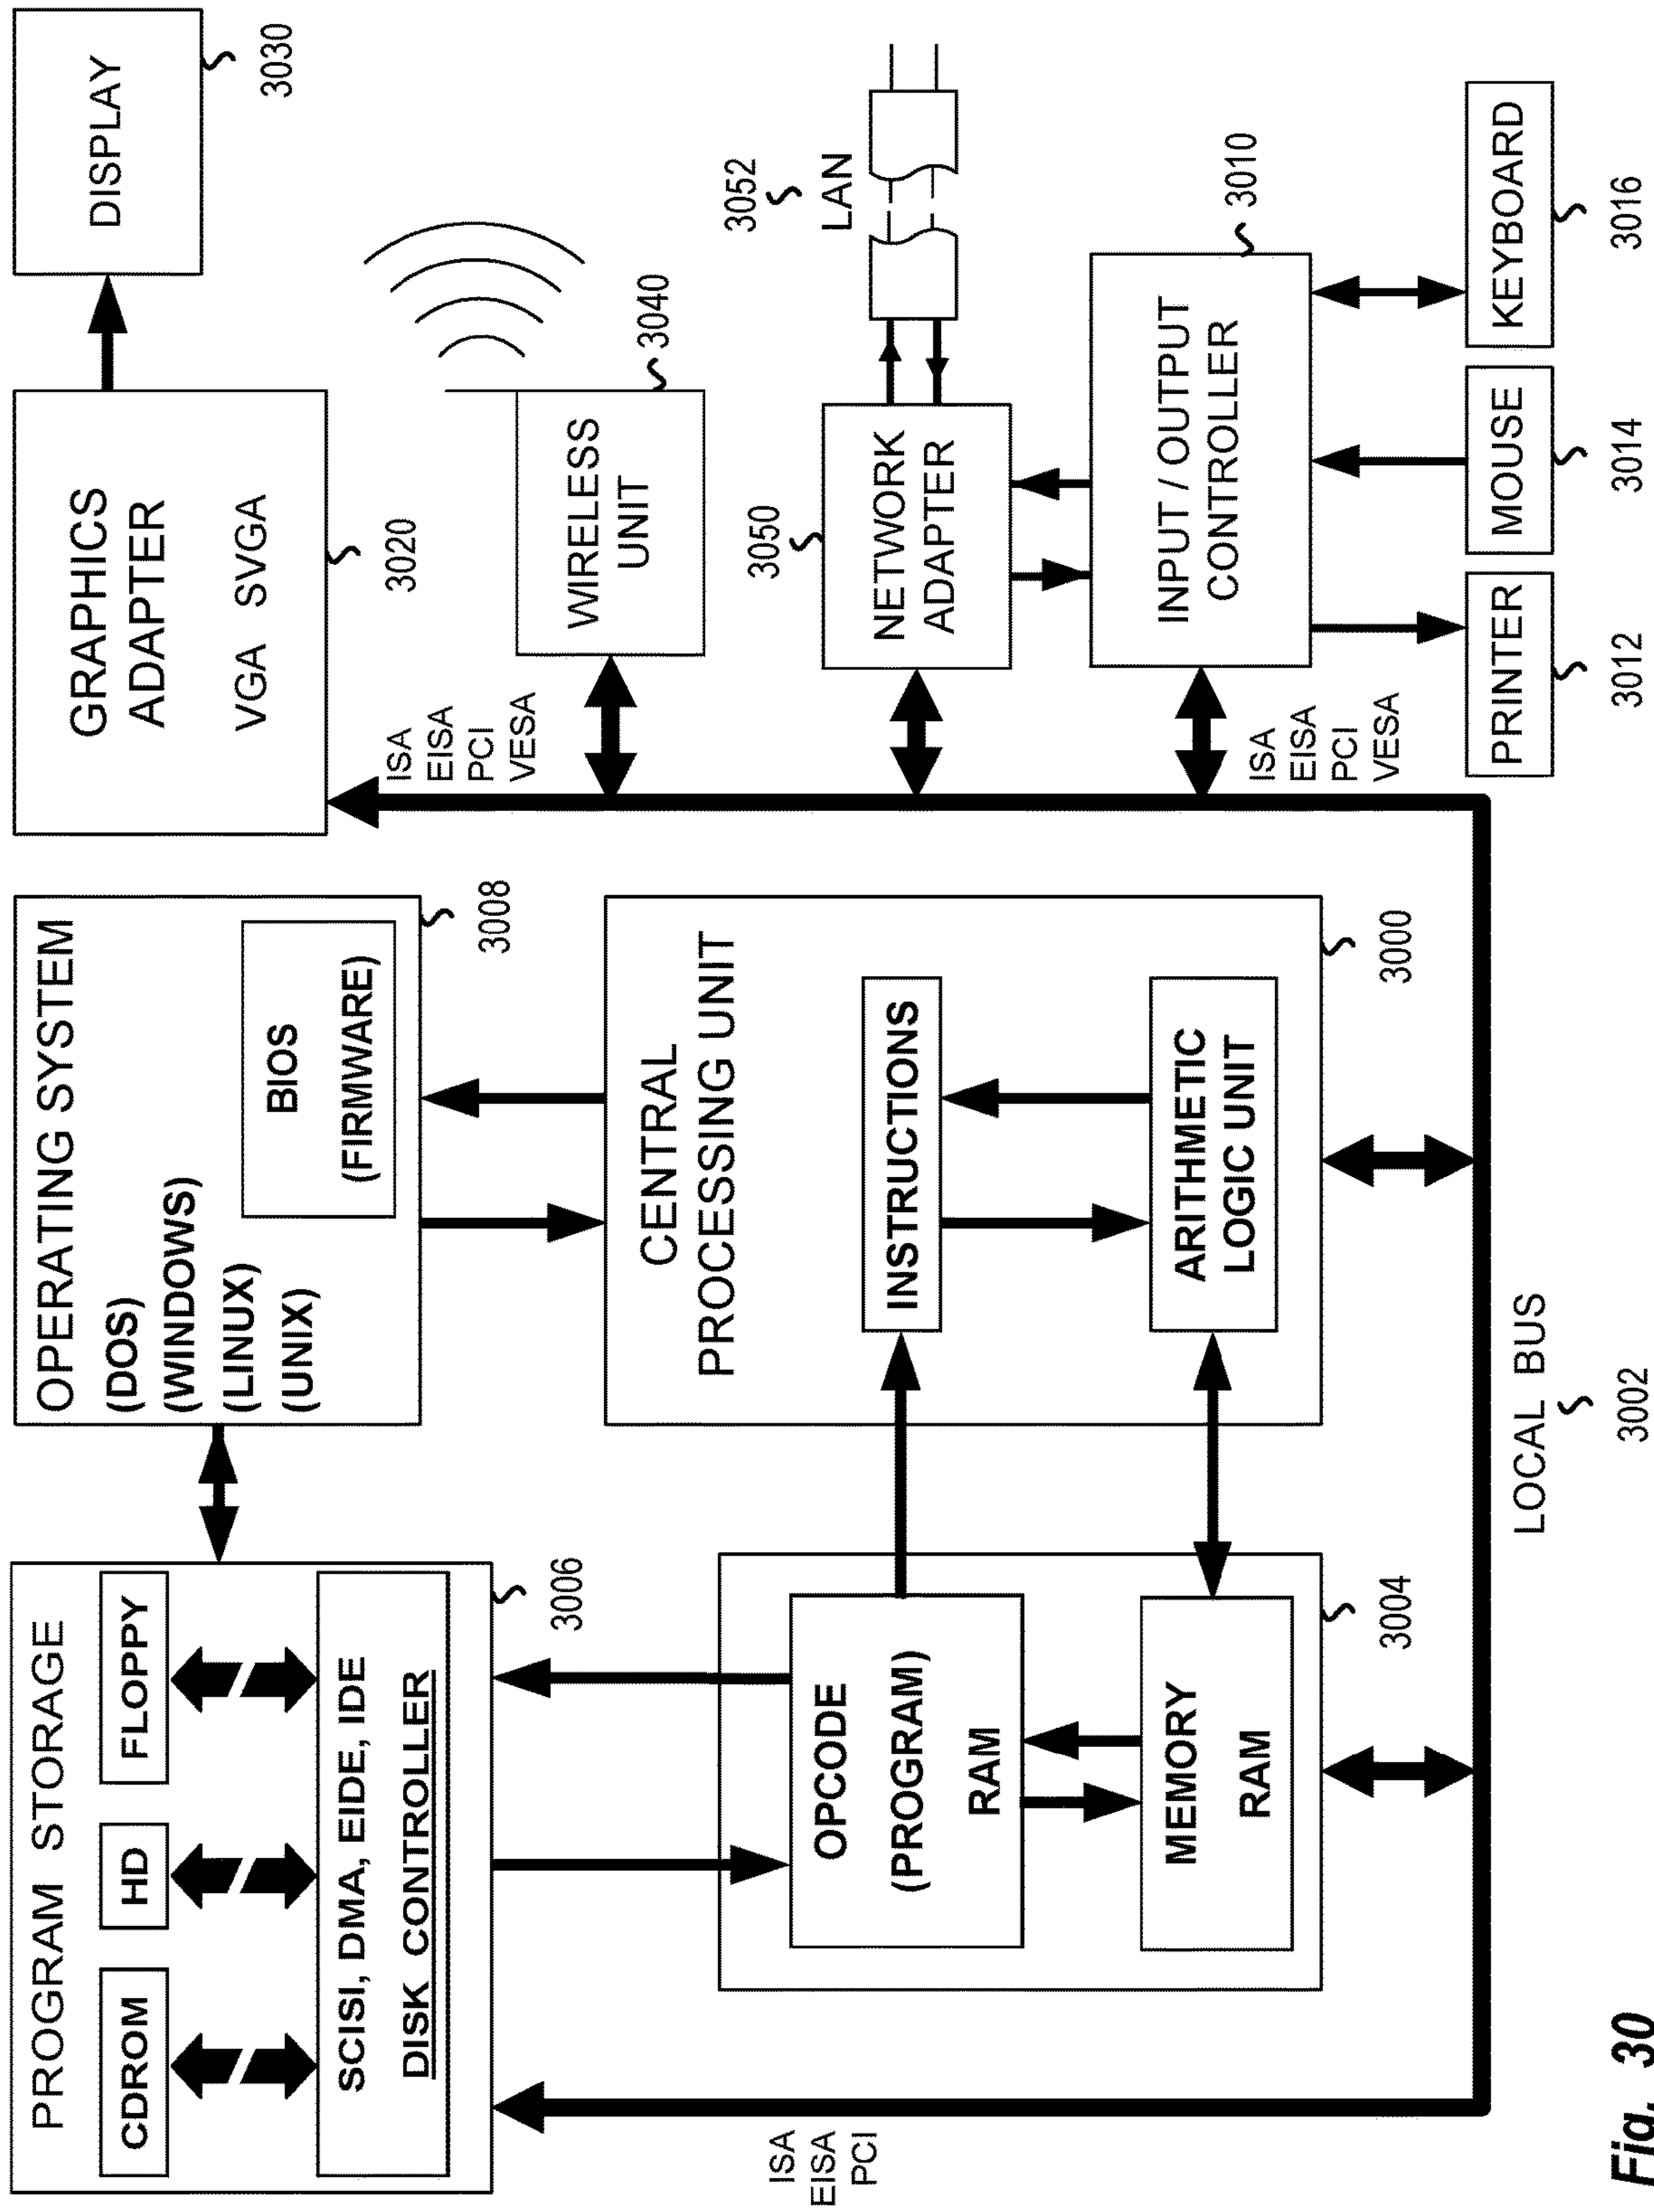 PROGRAM STORAGE
CDROM
HD
FLOPPY
SCISI, DMA, EIDE, IDE
DISK CONTROLLER
3006
OPERATING SYSTEM
(DOS)
(WINDOWS)
(LINUX)
(UNIX)
BIOS
(FIRMWARE)
3008
GRAPHICS
ADAPTER
VGA SVGA
3020
DISPLAY
3030
ISA
EISA
PCI
VESA
WIRELESS
UNIT
3040
CENTRAL
PROCESSING UNIT
INSTRUCTIONS
ARITHMETIC
LOGIC UNIT
3000
OPCODE
(PROGRAM)
RAM
MEMORY
RAM
3004
ISA
EISA
PCI
3050
NETWORK
ADAPTER
3052
LAN
INPUT / OUTPUT
CONTROLLER
3010
ISA
EISA
PCI
VESA
PRINTER
3012
MOUSE
3014
KEYBOARD
3016
LOCAL BUS
3002
Fig. 30